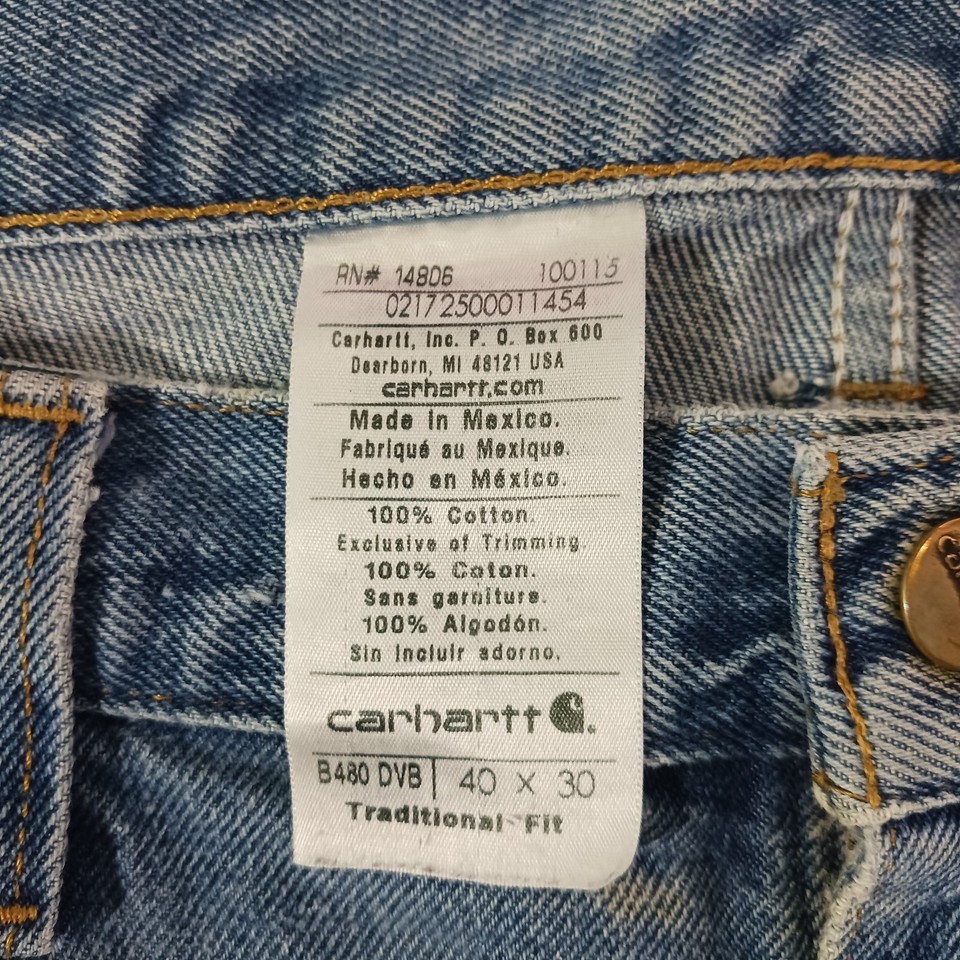 RN# 14806 100115
02172500011454
Carhartt, Inc. P. O. Box 600
Dearborn, MI 48121 USA
carhartt.com
Made in Mexico.
Fabriqué au Mexique.
Hecho en México.
100% Cotton.
Exclusive of Trimming
100% Coton.
Sans garniture.
100% Algodón.
Sin Incluir adorno.
carhartt.
B480 DVB | 40 x 30
Traditional Fit